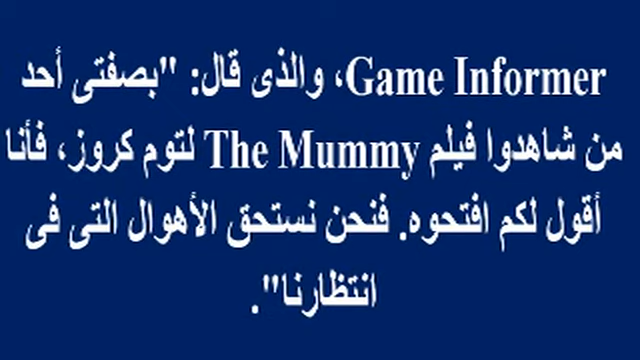 Game Informer، والذى قال: "بصفتى أحد
من شاهدوا فيلم The Mummy لتوم كروز، فأنا
أقول لكم افتحوه. فنحن نستحق الأهوال التى فى
انتظارنا".